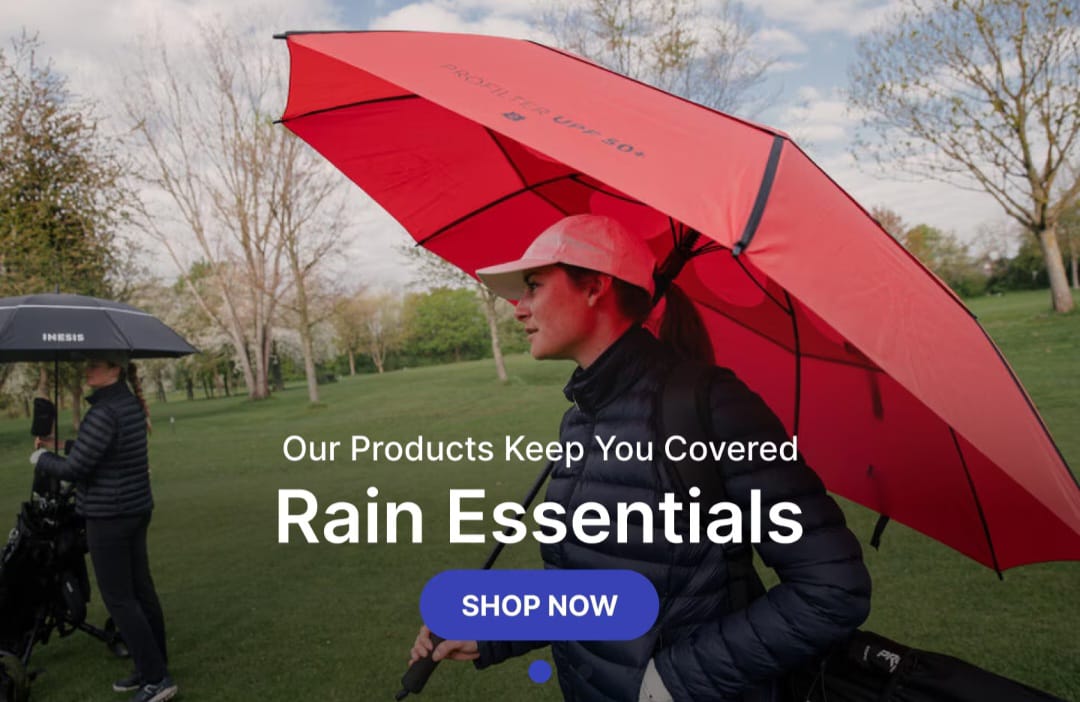 PROFILTER UPF 50+
INESIS
Our Products Keep You Covered
Rain Essentials
SHOP NOW